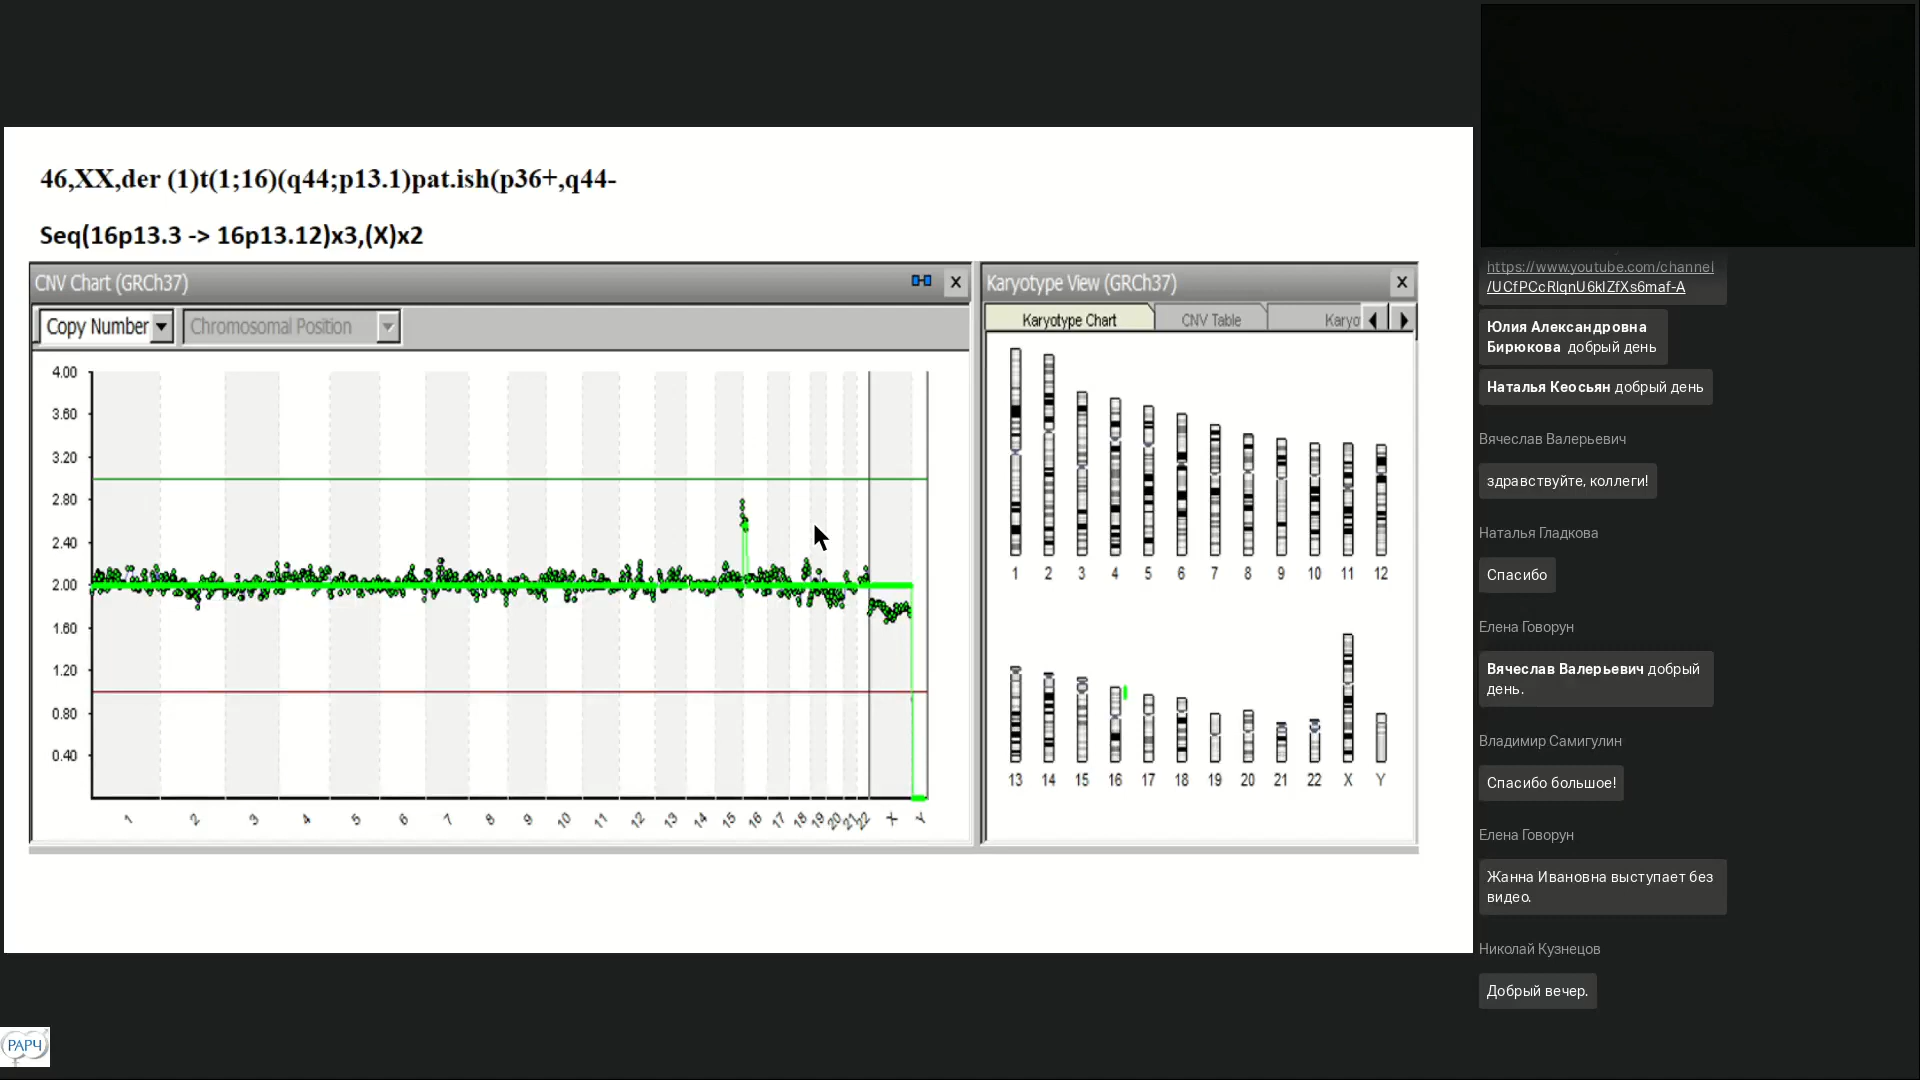 46,XX,der (1)t(1;16)(q44;p13.1)pat.ish(p36+,q44-
Seq(16p13.3 -> 16p13.12)x3,(X)x2
CNV Chart (GRCh37)
Copy Number
Chromosomal Position
4.00
3.60
3.20
2.80
2.40
2.00
1.60
1.20
0.80
0.40
1 2 3 4 5 6 7 8 9 10 11 12 13 14 15 16 17 18 19 20 21 22 X Y
Karyotype View (GRCh37)
Karyotype Chart CNV Table Karyo
1 2 3 4 5 6 7 8 9 10 11 12
13 14 15 16 17 18 19 20 21 22 X Y
https://www.youtube.com/channel
Юлия Александровна
Бирюкова добрый день
Наталья Кеосьян добрый день
Вячеслав Валерьевич
здравствуйте, коллеги!
Наталья Гладкова
Спасибо
Елена Говорун
Вячеслав Валерьевич добрый
день.
Владимир Самигулин
Спасибо большое!
Елена Говорун
Жанна Ивановна выступает без
видео.
Николай Кузнецов
Добрый вечер.
РАРЧ